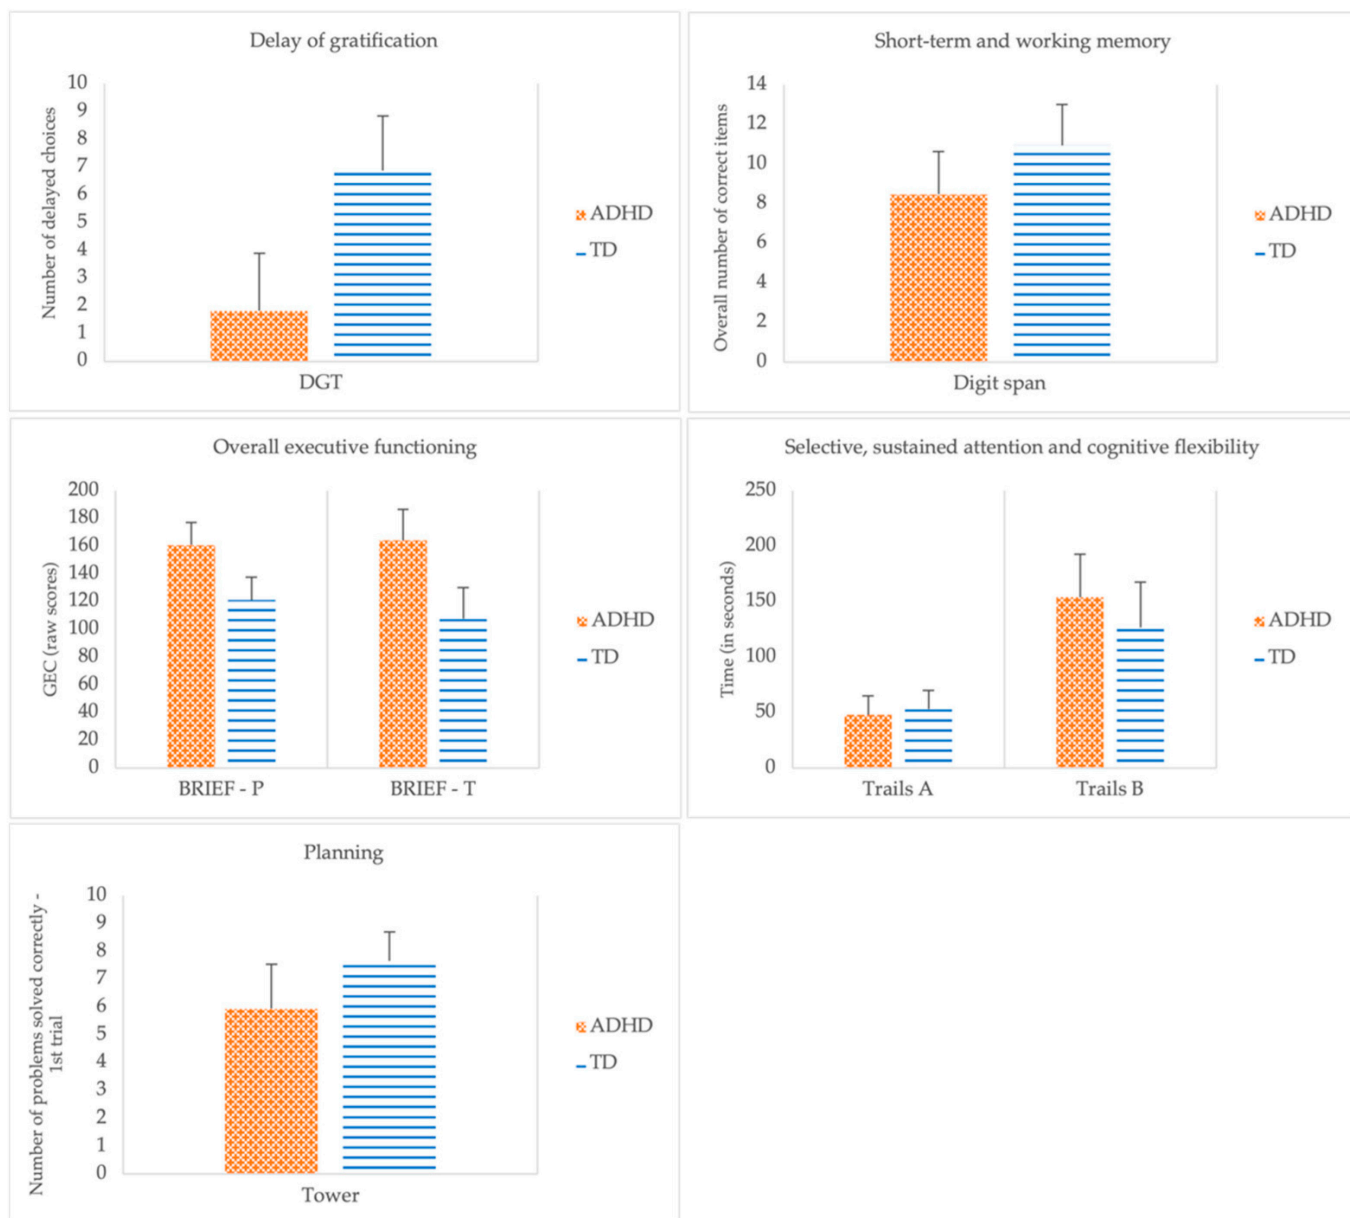 Delay of gratification
Number of delayed choices
10
9
8
7
6
5
4
3
2
1
0
DGT
ADHD
TD
Short-term and working memory
Overall number of correct items
14
12
10
8
6
4
2
0
Digit span
ADHD
TD
Overall executive functioning
GEC (raw scores)
200
180
160
140
120
100
80
60
40
20
0
BRIEF - P
BRIEF - T
ADHD
TD
Selective, sustained attention and cognitive flexibility
Time (in seconds)
250
200
150
100
50
0
Trails A
Trails B
ADHD
TD
Planning
Number of problems solved correctly -
1st trial
10
9
8
7
6
5
4
3
2
1
0
Tower
ADHD
TD